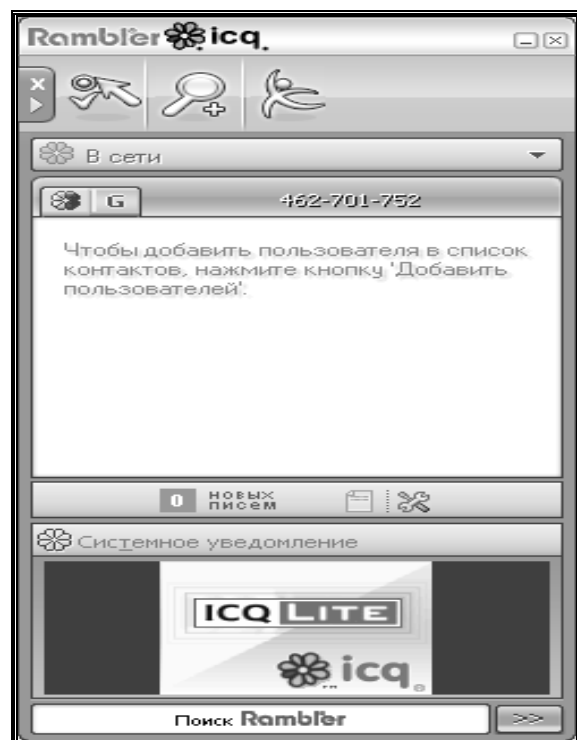 Rambler icq
В сети
G 462-701-752
Чтобы добавить пользователя в список
контактов, нажмите кнопку 'Добавить
пользователей'.
0 новых
писем
Системное уведомление
ICQ LITE
icq
Поиск Rambler >>